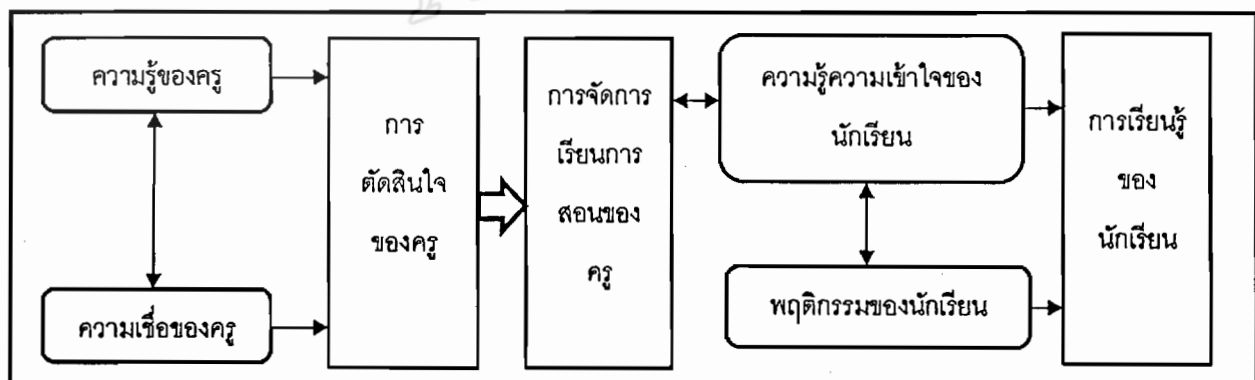 ความรู้ของครู
ความเชื่อของครู
การ
ตัดสินใจ
ของครู
การจัดการ
เรียนการ
สอนของ
ครู
ความรู้ความเข้าใจของ
นักเรียน
พฤติกรรมของนักเรียน
การเรียนรู้
ของ
นักเรียน